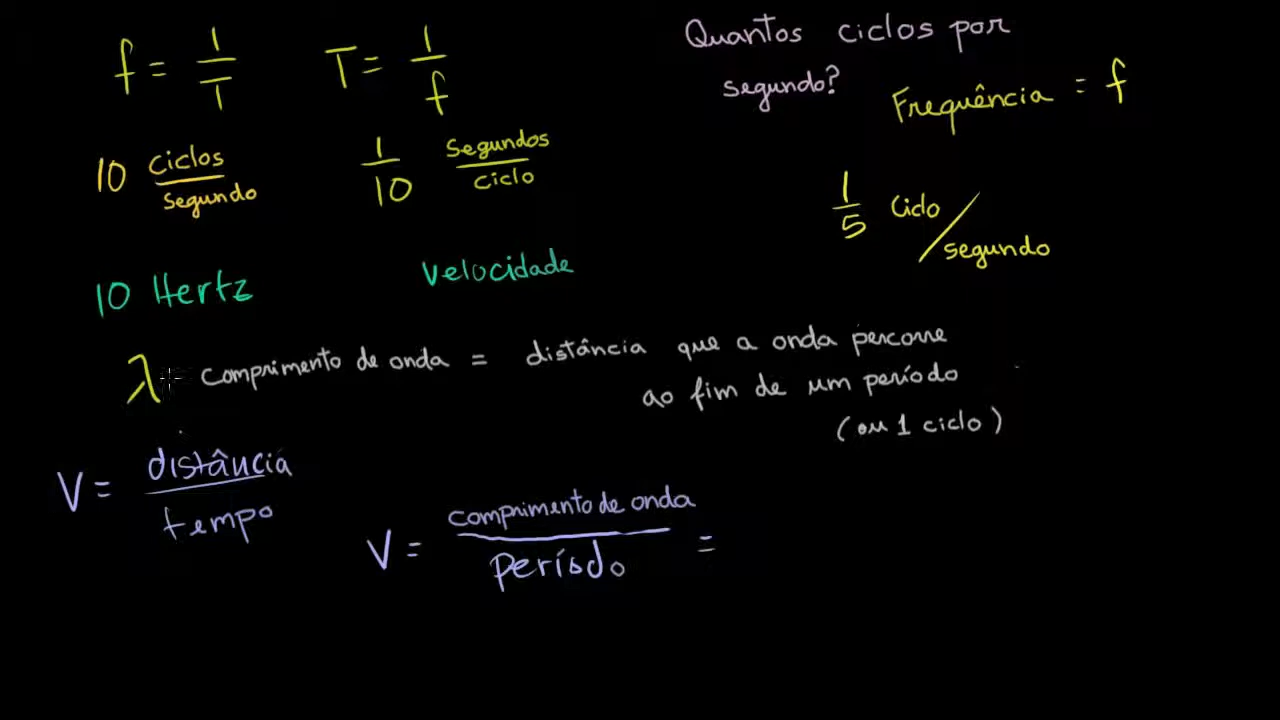 f = 1/T
T = 1/f
Quantos ciclos por
segundo?
Frequência = f
10 ciclos/segundo
1/10 segundos/ciclo
1/5 ciclo/segundo
10 Hertz
Velocidade
λ = comprimento de onda = distância que a onda percorre
ao fim de um período
(ou 1 ciclo)
V = distância/tempo
V = comprimento de onda/período =